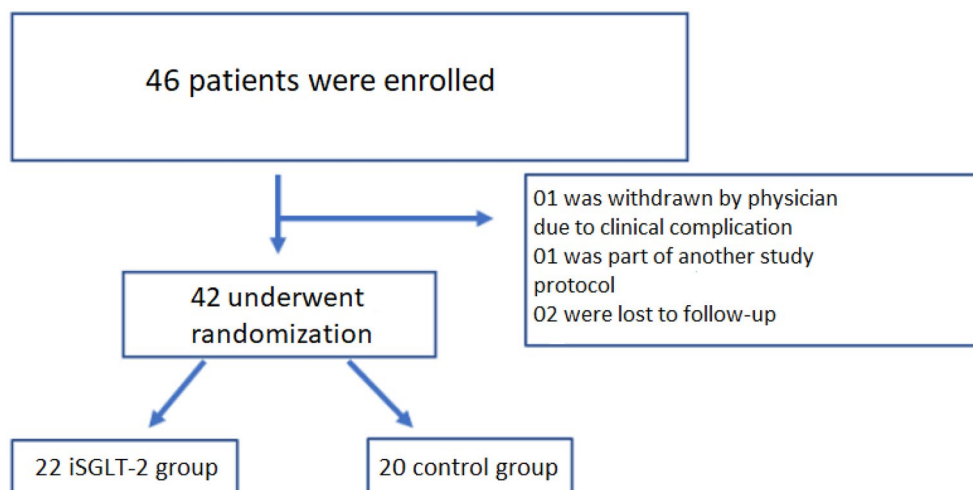 46 patients were enrolled
01 was withdrawn by physician
due to clinical complication
01 was part of another study
protocol
02 were lost to follow-up
42 underwent
randomization
22 iSGLT-2 group
20 control group